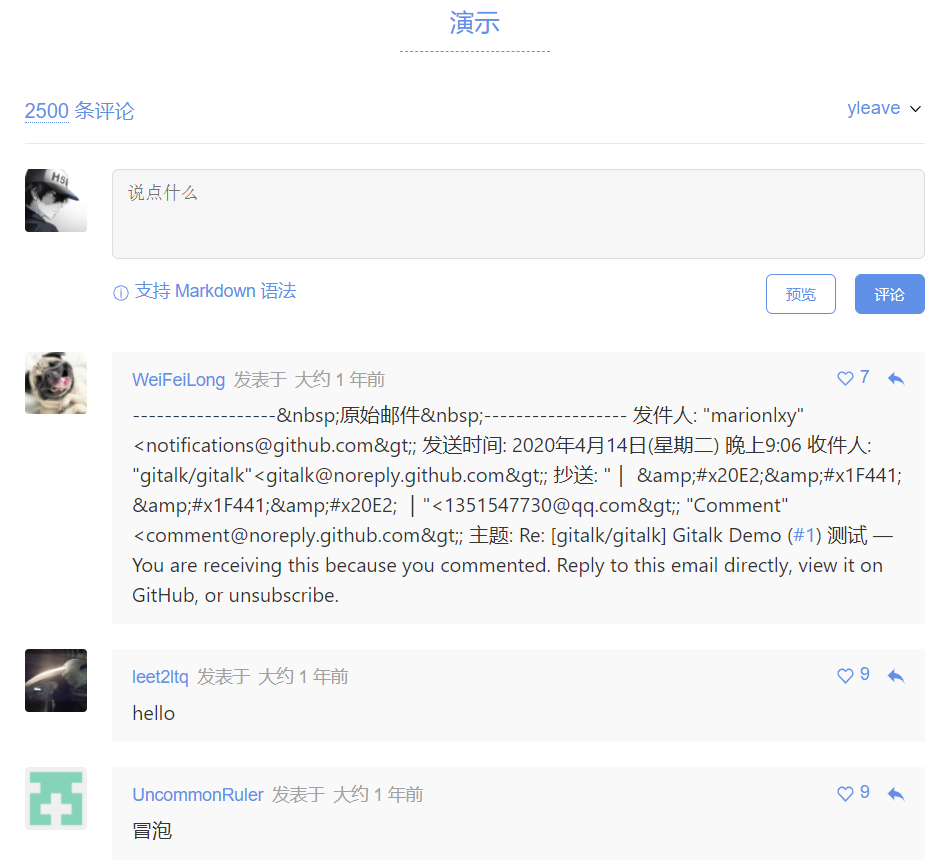 演示
2500 条评论
yleave
HSI
说点什么
支持 Markdown 语法
预览 评论
WeiFeiLong 发表于 大约 1 年前 7
------------------&nbsp;原始邮件&nbsp;------------------ 发件人: "marionlxy"
<notifications@github.com&gt;; 发送时间: 2020年4月14日(星期二) 晚上9:06 收件人:
"gitalk/gitalk"<gitalk@noreply.github.com&gt;; 抄送: "| &amp;#x20E2;&amp;#x1F441;
&amp;#x1F441;&amp;#x20E2; |"<1351547730@qq.com&gt;; "Comment"
<comment@noreply.github.com&gt;; 主题: Re: [gitalk/gitalk] Gitalk Demo (#1) 测试 —
You are receiving this because you commented. Reply to this email directly, view it on
GitHub, or unsubscribe.
leet2ltq 发表于 大约 1 年前 9
hello
UncommonRuler 发表于 大约 1 年前 9
冒泡